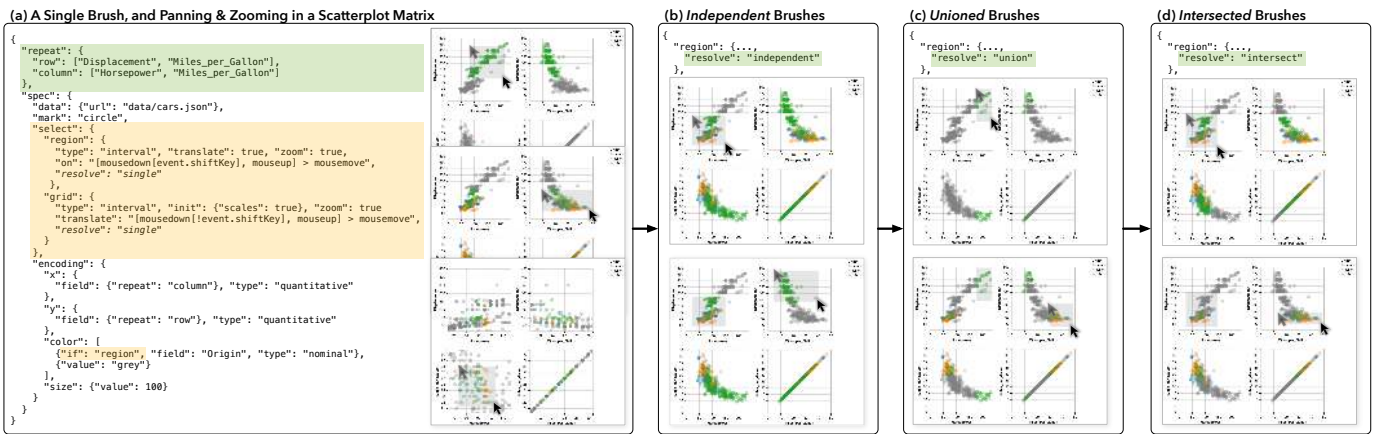 (a) A Single Brush, and Panning & Zooming in a Scatterplot Matrix
{
"repeat": {
"row": ["Displacement", "Miles_per_Gallon"],
"column": ["Horsepower", "Miles_per_Gallon"]
},
"spec": {
"data": {"url": "data/cars.json"},
"mark": "circle",
"select": {
"region": {
"type": "interval", "translate": true, "zoom": true,
"on": "[mousedown[event.shiftKey], mouseup] > mousemove",
"resolve": "single"
},
"grid": {
"type": "interval", "init": {"scales": true}, "zoom": true
"translate": "[mousedown[!event.shiftKey], mouseup] > mousemove",
"resolve": "single"
}
},
"encoding": {
"x": {
"field": {"repeat": "column"}, "type": "quantitative"
},
"y": {
"field": {"repeat": "row"}, "type": "quantitative"
},
"color": [
{"if": "region", "field": "Origin", "type": "nominal"},
{"value": "grey"}
],
"size": {"value": 100}
}
}
}
(b) Independent Brushes
{
"region": {...,
"resolve": "independent"
},
(c) Unioned Brushes
{
"region": {...,
"resolve": "union"
},
(d) Intersected Brushes
{
"region": {...,
"resolve": "intersect"
},